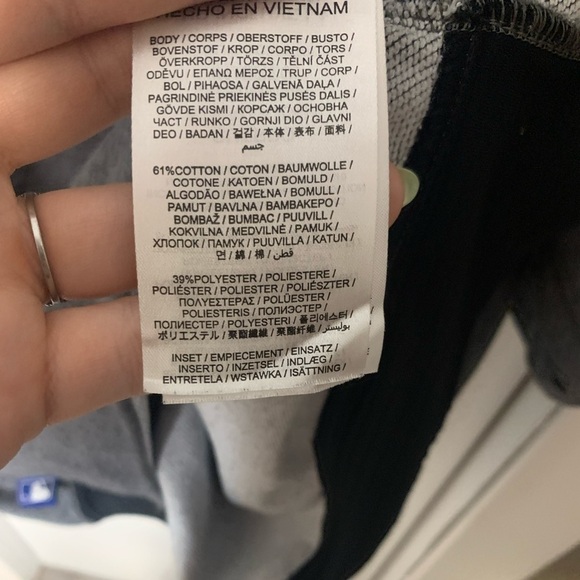 HECHO EN VIETNAM
BODY / CORPS / OBERSTOFF / BUSTO /
BOVENSTOF / KROP / CORPO / TORS /
ÖVERKROPP / TÖRZS / TĚLNÍ ČÁST
ODĚVU / ΕΠΑΝΩ ΜΕΡΟΣ / TRUP / CORP /
BOL / PIHAOSA / GALVENĀ DAĻA /
PAGRINDINĖ PRIEKINĖS PUSĖS DALIS /
GÖVDE KISMI / КОРСАЖ / ОСНОВНА
ЧАСТ / RUNKO / GORNJI DIO / GLAVNI
DEO / BADAN / 겉감 / 本体 / 表布 / 面料 /
جسم
61%COTTON / COTON / BAUMWOLLE /
COTONE / KATOEN / BOMULD /
ALGODÃO / BAWEŁNA / BOMULL /
PAMUT / BAVLNA / ΒΑΜΒΑΚΕΡΟ /
BOMBAŽ / BUMBAC / PUUVILL /
KOKVILNA / MEDVILNĖ / PAMUK /
ХЛОПОК / ПАМУК / PUUVILLA / KATUN /
면 / 綿 / 棉 / قطن
39%POLYESTER / POLIESTERE /
POLIÉSTER / POLIESTER / POLIÉSZTER /
ΠΟΛΥΕΣΤΕΡΑΣ / POLÜESTER /
POLIESTERIS / ПОЛИЭСТЕР /
ПОЛИЕСТЕР / POLYESTERI / 폴리에스터 /
ポリエステル / 聚酯纖維 / 聚酯纤维 / بوليستر
INSET / EMPIECEMENT / EINSATZ /
INSERTO / INZETSEL / INDLÆG /
ENTRETELA / WSTAWKA / ISÄTTNING /